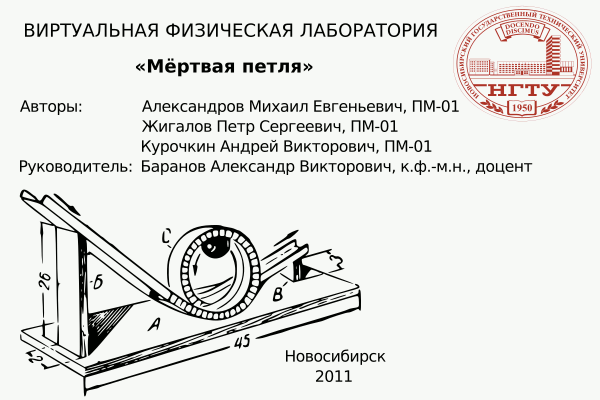 ВИРТУАЛЬНАЯ ФИЗИЧЕСКАЯ ЛАБОРАТОРИЯ
«Мёртвая петля»
НОВОСИБИРСКИЙ ГОСУДАРСТВЕННЫЙ ТЕХНИЧЕСКИЙ УНИВЕРСИТЕТ
DOCENDO
DISCIMUS
НГТУ
1950
Авторы: Александров Михаил Евгеньевич, ПМ-01
Жигалов Петр Сергеевич, ПМ-01
Курочкин Андрей Викторович, ПМ-01
Руководитель: Баранов Александр Викторович, к.ф.-м.н., доцент
С
26
Б
А
В
3
2
45
Новосибирск
2011